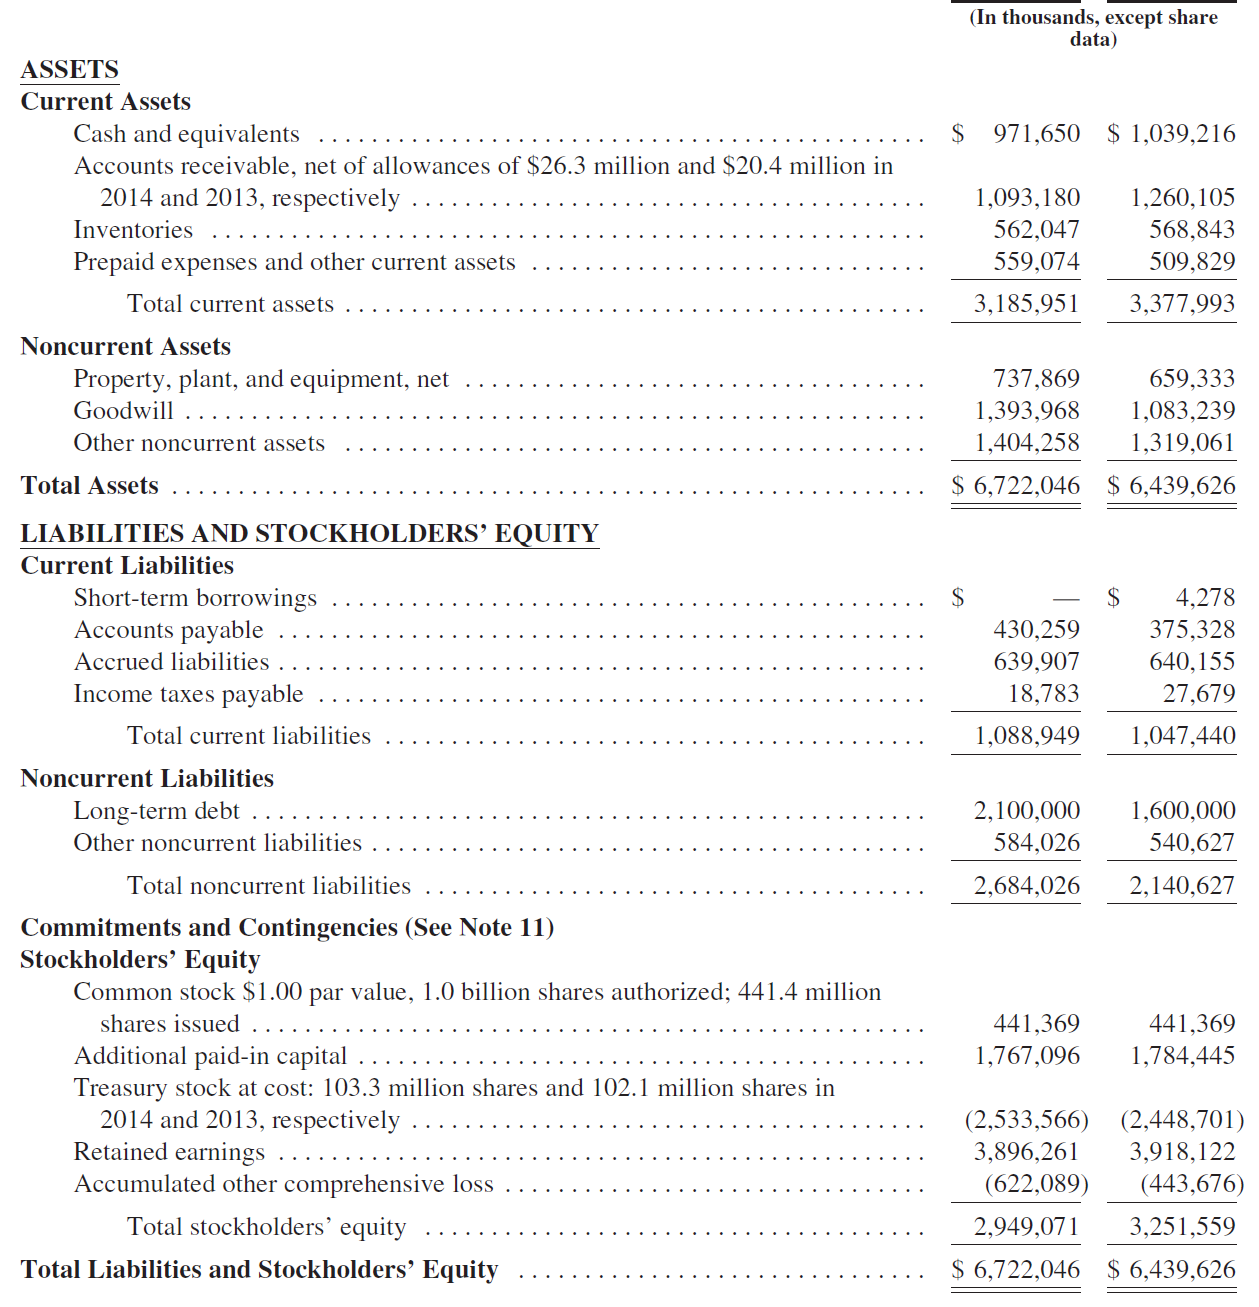 (In thousands, except share
data)
ASSETS
Current Assets
Cash and equivalents . . . . . . . . . . . . . . . . . . . . . . . . . . . . . . . . . . . . . . . . . . . . . . $ 971,650 $ 1,039,216
Accounts receivable, net of allowances of $26.3 million and $20.4 million in
2014 and 2013, respectively . . . . . . . . . . . . . . . . . . . . . . . . . . . . . . . . . . . . . . . 1,093,180 1,260,105
Inventories . . . . . . . . . . . . . . . . . . . . . . . . . . . . . . . . . . . . . . . . . . . . . . . . . . . . . . 562,047 568,843
Prepaid expenses and other current assets . . . . . . . . . . . . . . . . . . . . . . . . . . . . . . 559,074 509,829
Total current assets . . . . . . . . . . . . . . . . . . . . . . . . . . . . . . . . . . . . . . . . . . . . 3,185,951 3,377,993
Noncurrent Assets
Property, plant, and equipment, net . . . . . . . . . . . . . . . . . . . . . . . . . . . . . . . . . . . 737,869 659,333
Goodwill . . . . . . . . . . . . . . . . . . . . . . . . . . . . . . . . . . . . . . . . . . . . . . . . . . . . . . . . 1,393,968 1,083,239
Other noncurrent assets . . . . . . . . . . . . . . . . . . . . . . . . . . . . . . . . . . . . . . . . . . . . 1,404,258 1,319,061
Total Assets . . . . . . . . . . . . . . . . . . . . . . . . . . . . . . . . . . . . . . . . . . . . . . . . . . . . . . . . . $ 6,722,046 $ 6,439,626
LIABILITIES AND STOCKHOLDERS’ EQUITY
Current Liabilities
Short-term borrowings . . . . . . . . . . . . . . . . . . . . . . . . . . . . . . . . . . . . . . . . . . . . . $ — $ 4,278
Accounts payable . . . . . . . . . . . . . . . . . . . . . . . . . . . . . . . . . . . . . . . . . . . . . . . . . 430,259 375,328
Accrued liabilities . . . . . . . . . . . . . . . . . . . . . . . . . . . . . . . . . . . . . . . . . . . . . . . . . 639,907 640,155
Income taxes payable . . . . . . . . . . . . . . . . . . . . . . . . . . . . . . . . . . . . . . . . . . . . . . 18,783 27,679
Total current liabilities . . . . . . . . . . . . . . . . . . . . . . . . . . . . . . . . . . . . . . . . . 1,088,949 1,047,440
Noncurrent Liabilities
Long-term debt . . . . . . . . . . . . . . . . . . . . . . . . . . . . . . . . . . . . . . . . . . . . . . . . . . . 2,100,000 1,600,000
Other noncurrent liabilities . . . . . . . . . . . . . . . . . . . . . . . . . . . . . . . . . . . . . . . . . . 584,026 540,627
Total noncurrent liabilities . . . . . . . . . . . . . . . . . . . . . . . . . . . . . . . . . . . . . . 2,684,026 2,140,627
Commitments and Contingencies (See Note 11)
Stockholders’ Equity
Common stock $1.00 par value, 1.0 billion shares authorized; 441.4 million
shares issued . . . . . . . . . . . . . . . . . . . . . . . . . . . . . . . . . . . . . . . . . . . . . . . . . . . 441,369 441,369
Additional paid-in capital . . . . . . . . . . . . . . . . . . . . . . . . . . . . . . . . . . . . . . . . . . . 1,767,096 1,784,445
Treasury stock at cost: 103.3 million shares and 102.1 million shares in
2014 and 2013, respectively . . . . . . . . . . . . . . . . . . . . . . . . . . . . . . . . . . . . . . . (2,533,566) (2,448,701)
Retained earnings . . . . . . . . . . . . . . . . . . . . . . . . . . . . . . . . . . . . . . . . . . . . . . . . . 3,896,261 3,918,122
Accumulated other comprehensive loss . . . . . . . . . . . . . . . . . . . . . . . . . . . . . . . . (622,089) (443,676)
Total stockholders’ equity . . . . . . . . . . . . . . . . . . . . . . . . . . . . . . . . . . . . . . 2,949,071 3,251,559
Total Liabilities and Stockholders’ Equity . . . . . . . . . . . . . . . . . . . . . . . . . . . . . . . $ 6,722,046 $ 6,439,626